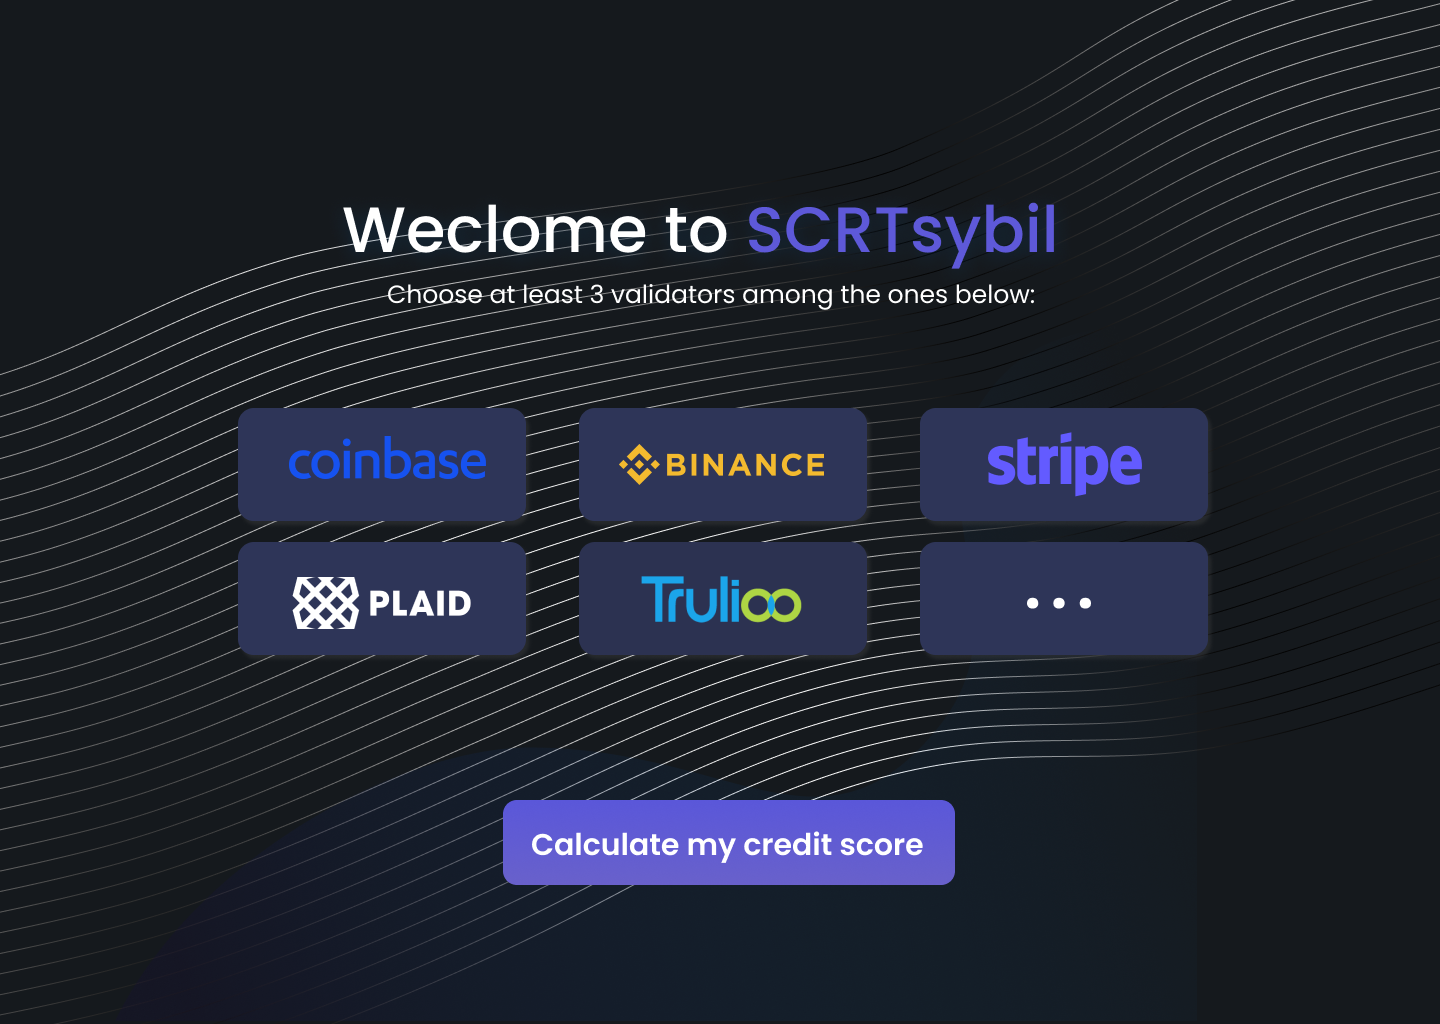 Weclome to SCRTsybil
Choose at least 3 validators among the ones below:
coinbase
BINANCE
stripe
PLAID
Trulioo
Calculate my credit score